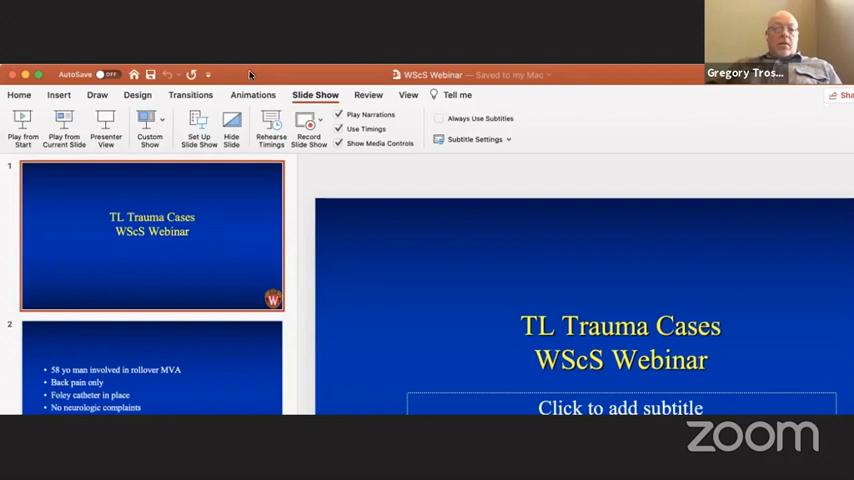 Gregory Tros...
AutoSave OFF
WScS Webinar — Saved to my Mac
Home Insert Draw Design Transitions Animations Slide Show Review View Tell me
Sha
Play from Start
Play from Current Slide
Presenter View
Custom Show
Set Up Slide Show
Hide Slide
Rehearse Timings
Record Slide Show
Play Narrations
Use Timings
Show Media Controls
Always Use Subtitles
Subtitle Settings
1
TL Trauma Cases
WScS Webinar
W
2
• 58 yo man involved in rollover MVA
• Back pain only
• Foley catheter in place
• No neurologic complaints
TL Trauma Cases
WScS Webinar
Click to add subtitle
zoom